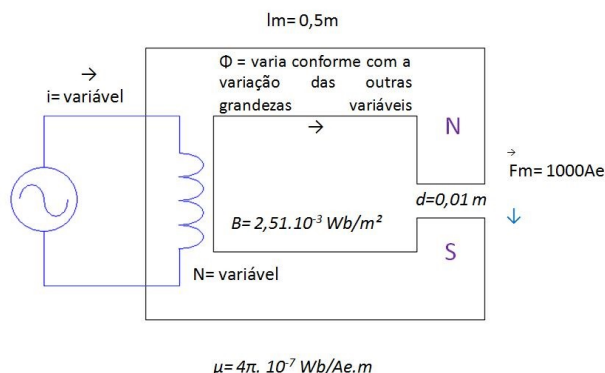 lm= 0,5m
Φ = varia conforme com a
variação das outras
grandezas variáveis
i= variável
N
Fm= 1000Ae
d=0,01 m
B= 2,51.10⁻³ Wb/m²
S
N= variável
μ= 4π. 10⁻⁷ Wb/Ae.m